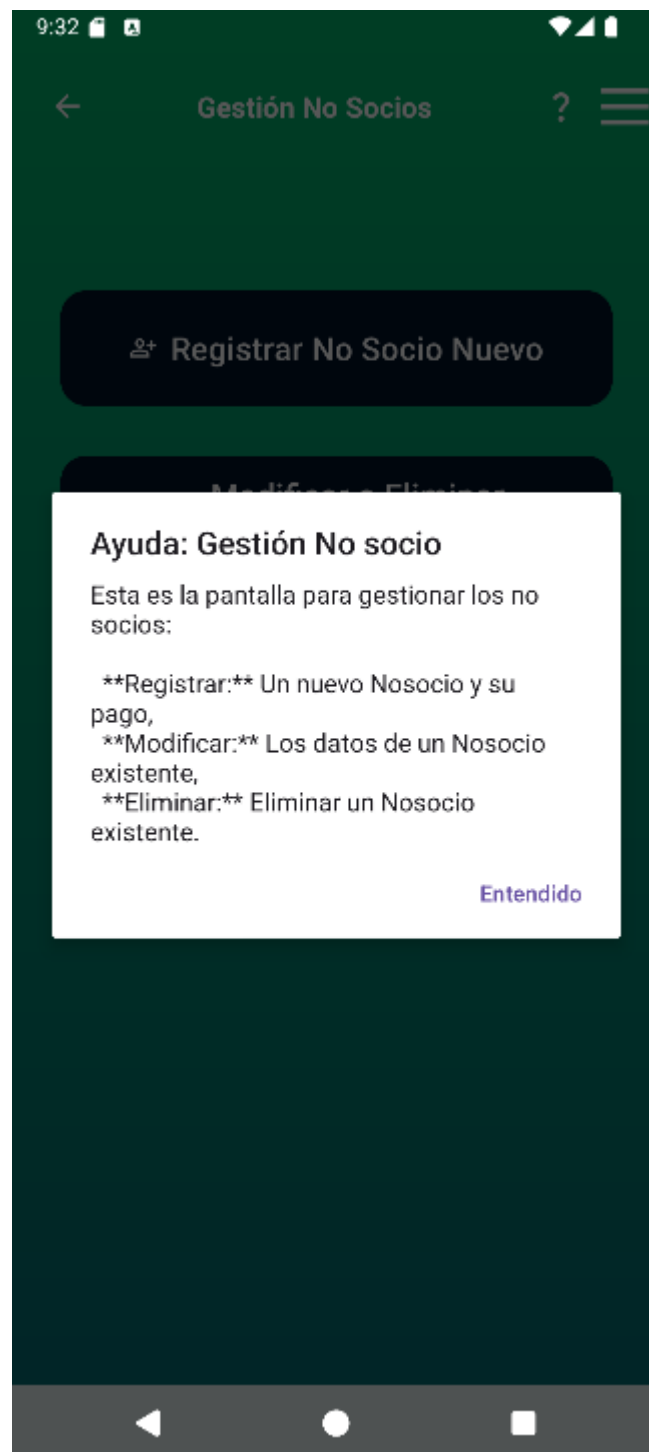 9:32
Gestión No Socios ?
Registrar No Socio Nuevo
Modificar o Eliminar
Ayuda: Gestión No socio
Esta es la pantalla para gestionar los no
socios:
**Registrar:** Un nuevo Nosocio y su
pago,
**Modificar:** Los datos de un Nosocio
existente,
**Eliminar:** Eliminar un Nosocio
existente.
Entendido